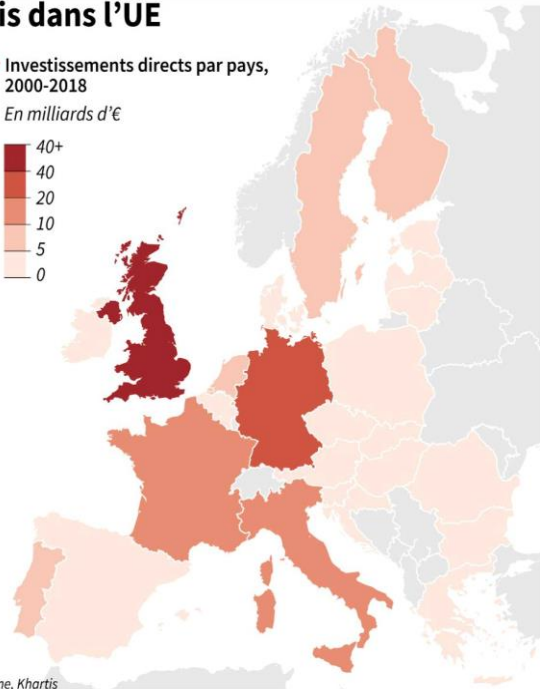 is dans l'UE
Investissements directs par pays,
2000-2018
En milliards d'€
40+
40
20
10
5
0
ne, Khartis